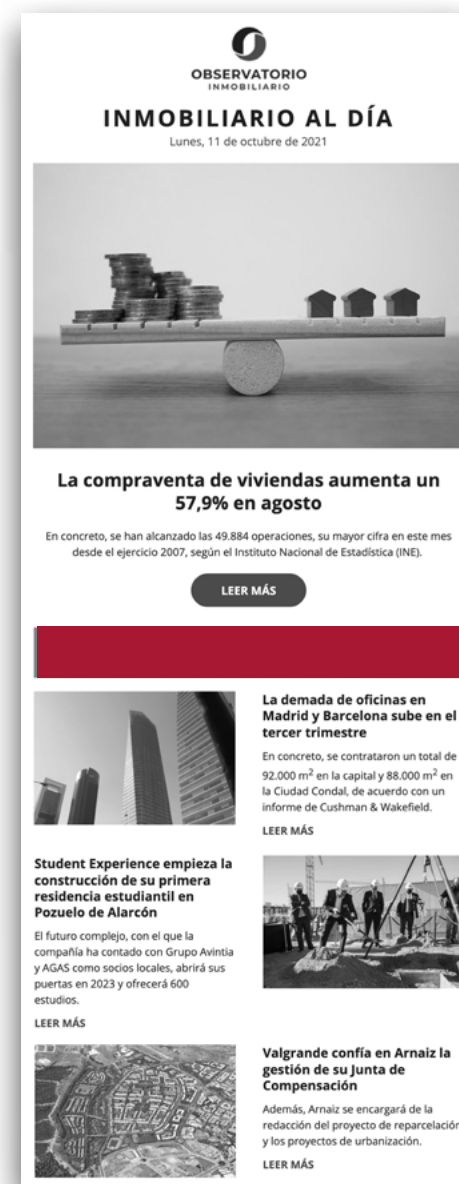 OBSERVATORIO
INMOBILIARIO
INMOBILIARIO AL DÍA
Lunes, 11 de octubre de 2021
La compraventa de viviendas aumenta un
57,9% en agosto
En concreto, se han alcanzado las 49.884 operaciones, su mayor cifra en este mes
desde el ejercicio 2007, según el Instituto Nacional de Estadística (INE).
LEER MÁS
La demada de oficinas en
Madrid y Barcelona sube en el
tercer trimestre
En concreto, se contrataron un total de
92.000 m² en la capital y 88.000 m² en
la Ciudad Condal, de acuerdo con un
informe de Cushman & Wakefield.
LEER MÁS
Student Experience empieza la
construcción de su primera
residencia estudiantil en
Pozuelo de Alarcón
El futuro complejo, con el que la
compañía ha contado con Grupo Avintia
y AGAS como socios locales, abrirá sus
puertas en 2023 y ofrecerá 600
estudios.
LEER MÁS
Valgrande confía en Arnaiz la
gestión de su Junta de
Compensación
Además, Arnaiz se encargará de la
redacción del proyecto de reparcelación
y los proyectos de urbanización.
LEER MÁS